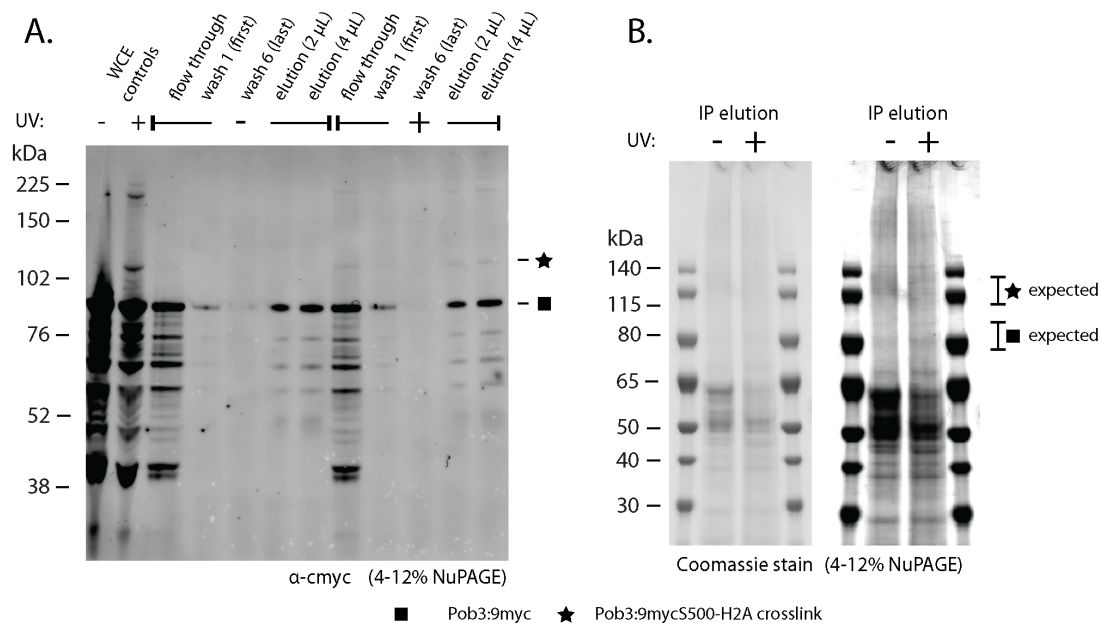 A.
WCE
controls
flow through
wash 1 (first)
wash 6 (last)
elution (2 µL)
elution (4 µL)
flow through
wash 1 (first)
wash 6 (last)
elution (2 µL)
elution (4 µL)
UV: - + - +
kDa
225
150
102
76
52
38
α-cmyc (4-12% NuPAGE)
B.
IP elution IP elution
UV: - + - +
kDa
140
115
80
65
50
40
30
★ expected
■ expected
Coomassie stain (4-12% NuPAGE)
■ Pob3:9myc ★ Pob3:9mycS500-H2A crosslink